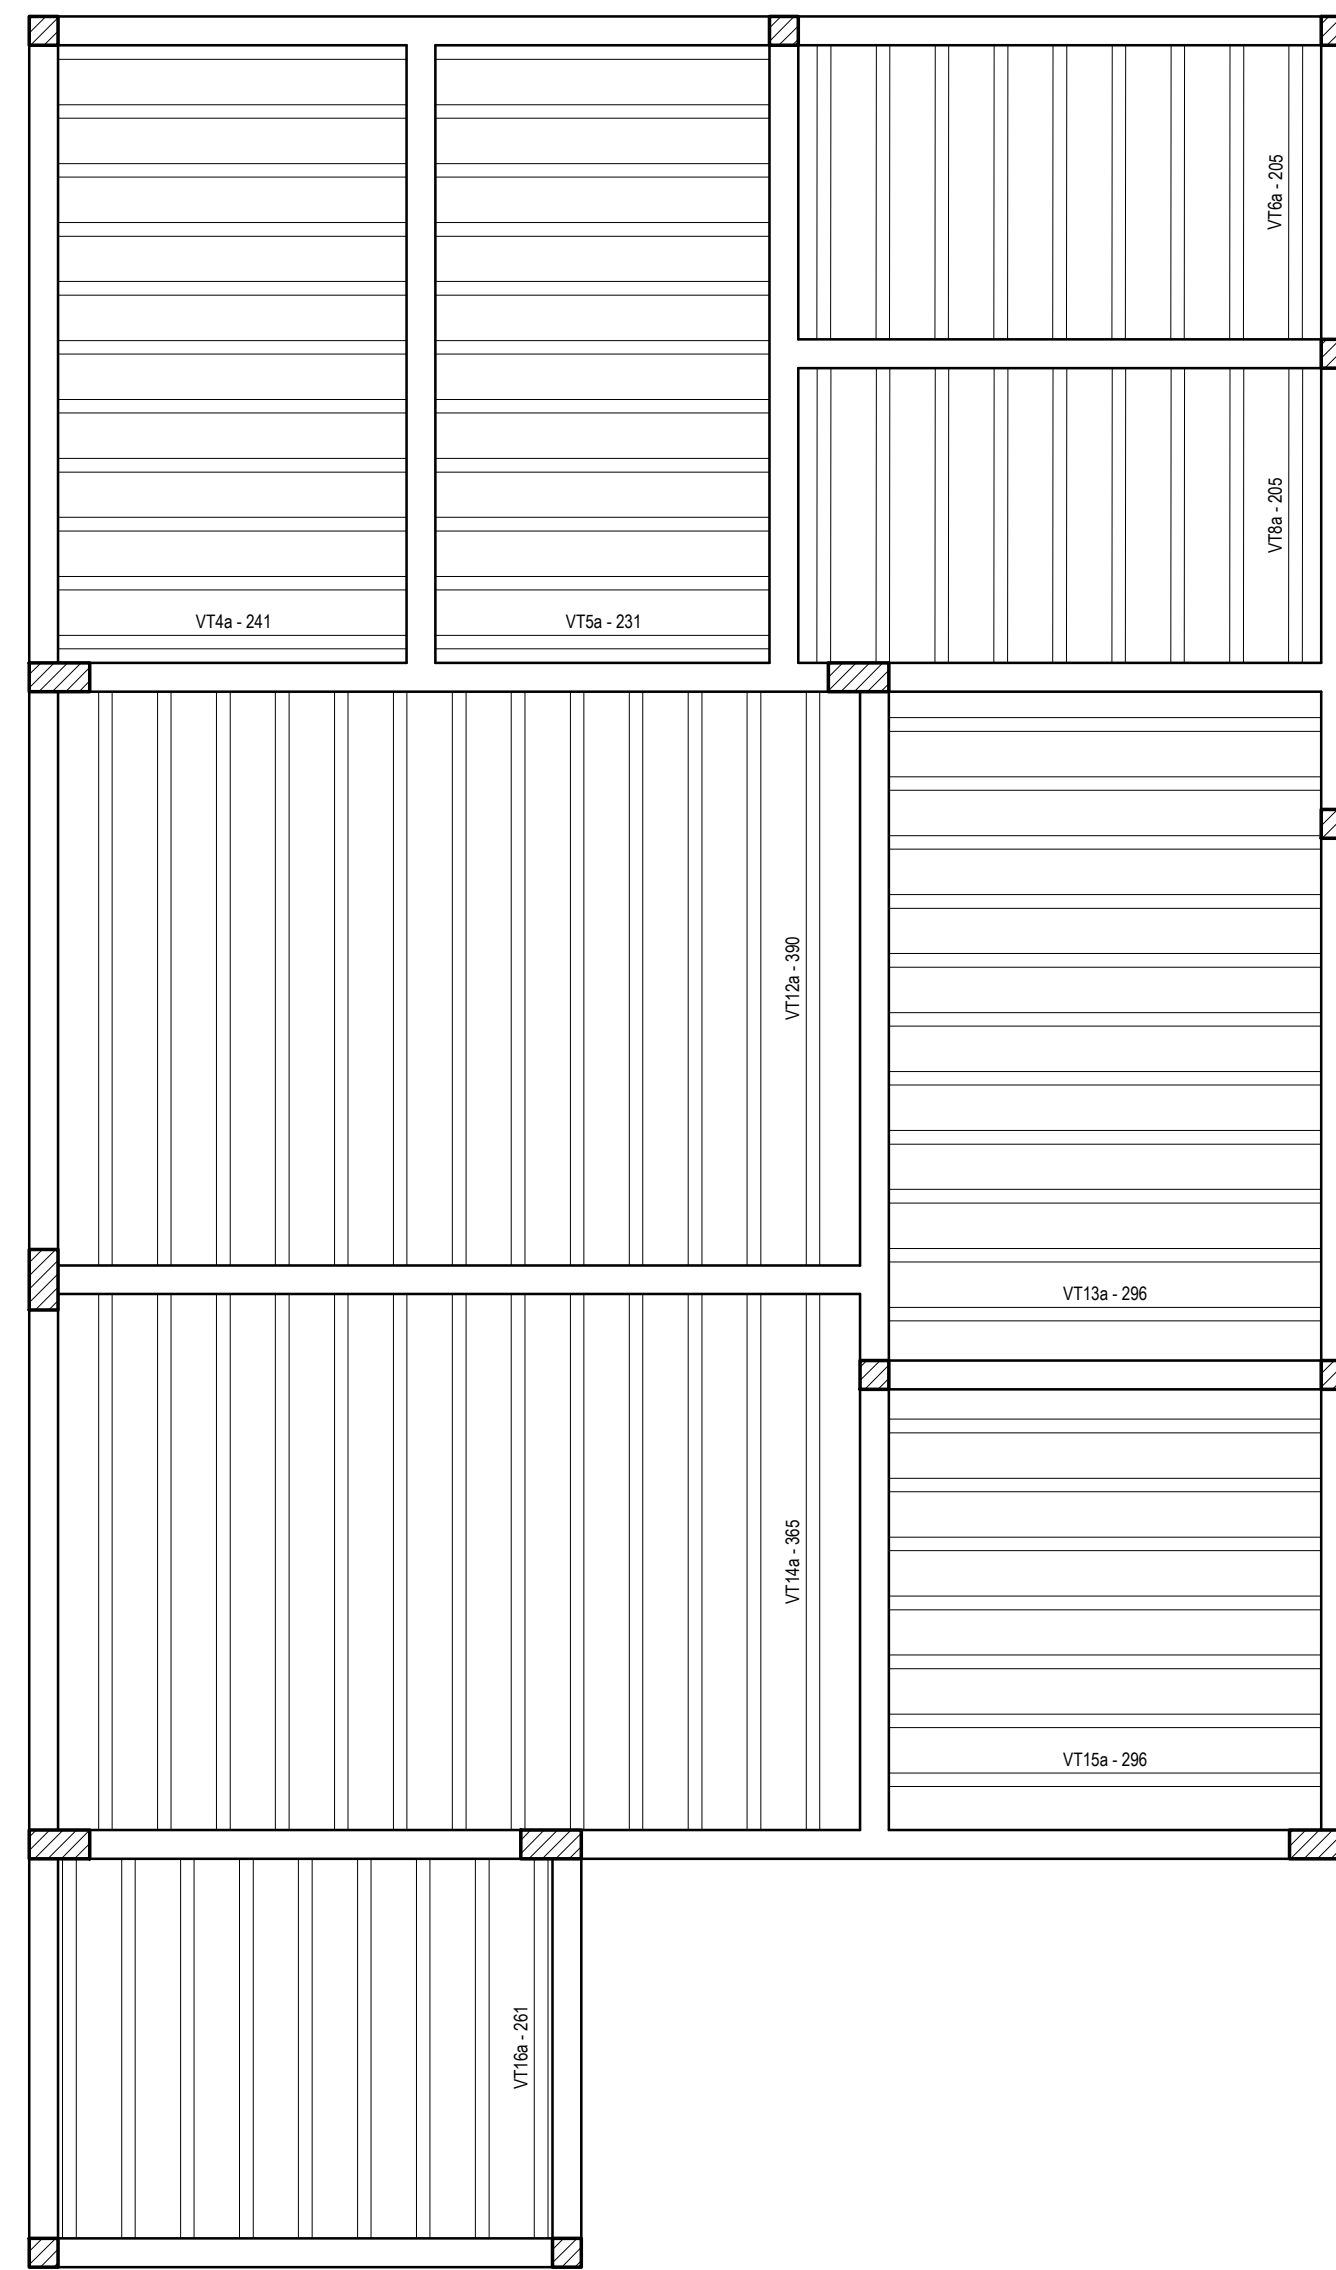 VT6a - 205
VT8a - 205
VT4a - 241
VT5a - 231
VT12a - 390
VT13a - 296
VT14a - 365
VT15a - 296
VT16a - 261